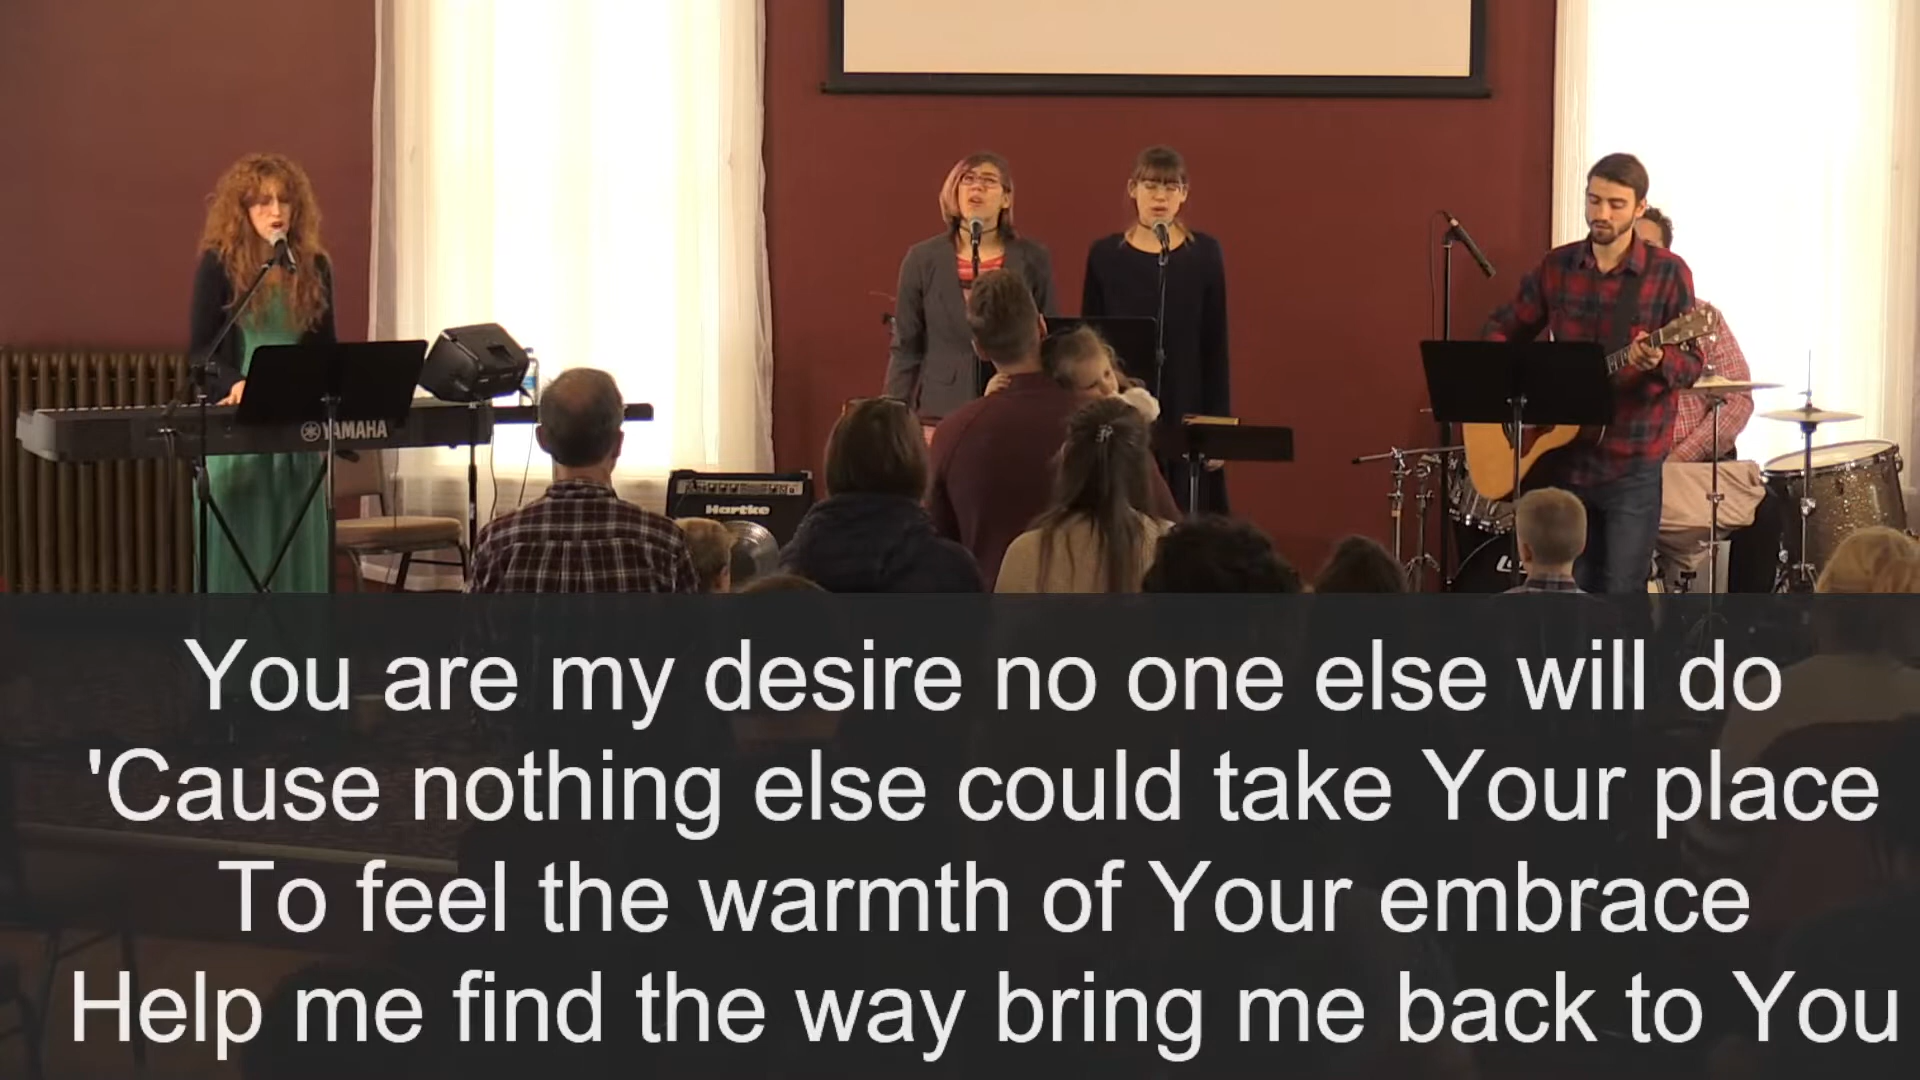 YAMAHA
Hartke
You are my desire no one else will do
'Cause nothing else could take Your place
To feel the warmth of Your embrace
Help me find the way bring me back to You